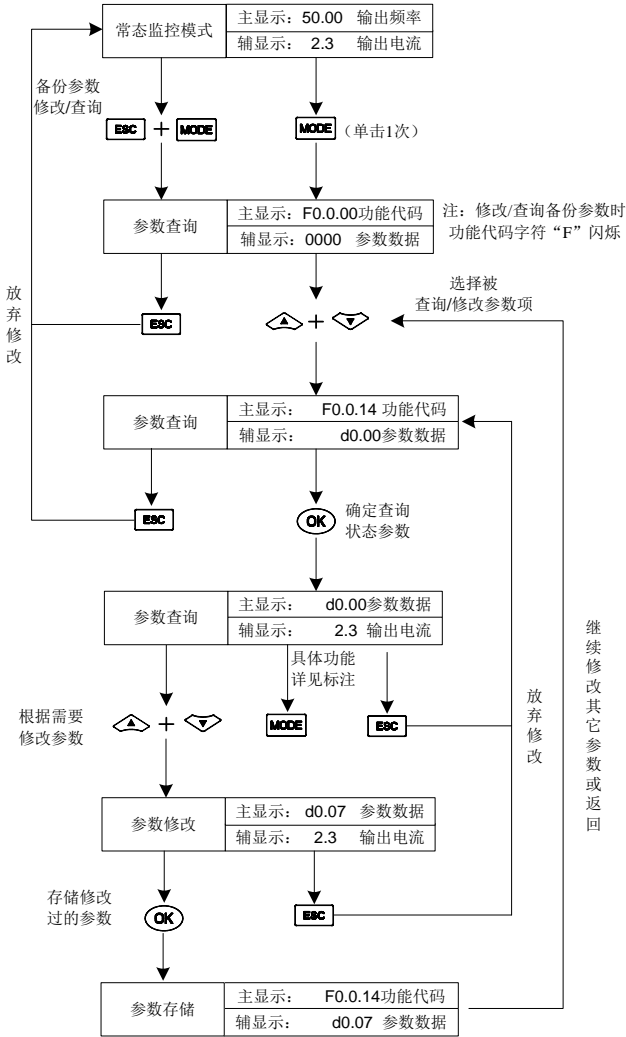 常态监控模式
主显示：50.00 输出频率
辅显示：2.3 输出电流
备份参数
修改/查询
ESC + MODE
MODE （单击1次）
参数查询
主显示：F0.0.00功能代码
辅显示：0000 参数数据
注：修改/查询备份参数时
功能代码字符“F”闪烁
放弃修改
ESC
+
选择被
查询/修改参数项
参数查询
主显示： F0.0.14 功能代码
辅显示： d0.00参数数据
ESC
OK
确定查询
状态参数
参数查询
主显示： d0.00参数数据
辅显示： 2.3 输出电流
具体功能
详见标注
根据需要
修改参数
+
MODE
ESC
放弃修改
继续修改其它参数或返回
参数修改
主显示：d0.07 参数数据
辅显示： 2.3 输出电流
存储修改
过的参数
OK
ESC
参数存储
主显示： F0.0.14功能代码
辅显示： d0.07 参数数据